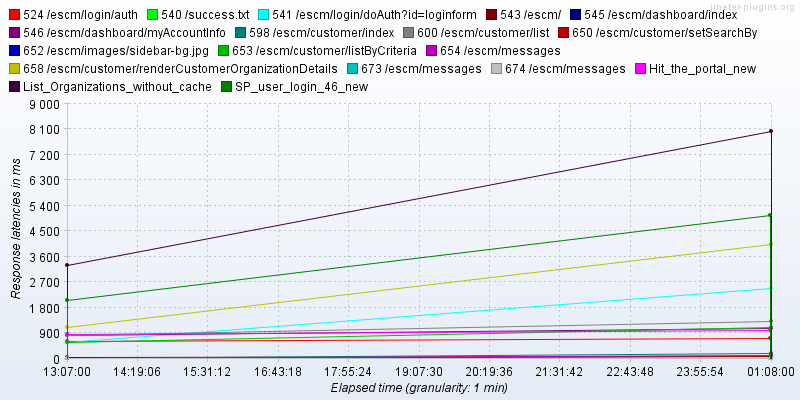 jmeter-plugins.org
524 /escm/login/auth 540 /success.txt 541 /escm/login/doAuth?id=loginform 543 /escm/ 545 /escm/dashboard/index
546 /escm/dashboard/myAccountInfo 598 /escm/customer/index 600 /escm/customer/list 650 /escm/customer/setSearchBy
652 /escm/images/sidebar-bg.jpg 653 /escm/customer/listByCriteria 654 /escm/messages
658 /escm/customer/renderCustomerOrganizationDetails 673 /escm/messages 674 /escm/messages Hit_the_portal_new
List_Organizations_without_cache SP_user_login_46_new
9 000
8 100
7 200
6 300
5 400
4 500
3 600
2 700
1 800
900
0
Response latencies in ms
13:07:00 14:19:06 15:31:12 16:43:18 17:55:24 19:07:30 20:19:36 21:31:42 22:43:48 23:55:54 01:08:00
Elapsed time (granularity: 1 min)